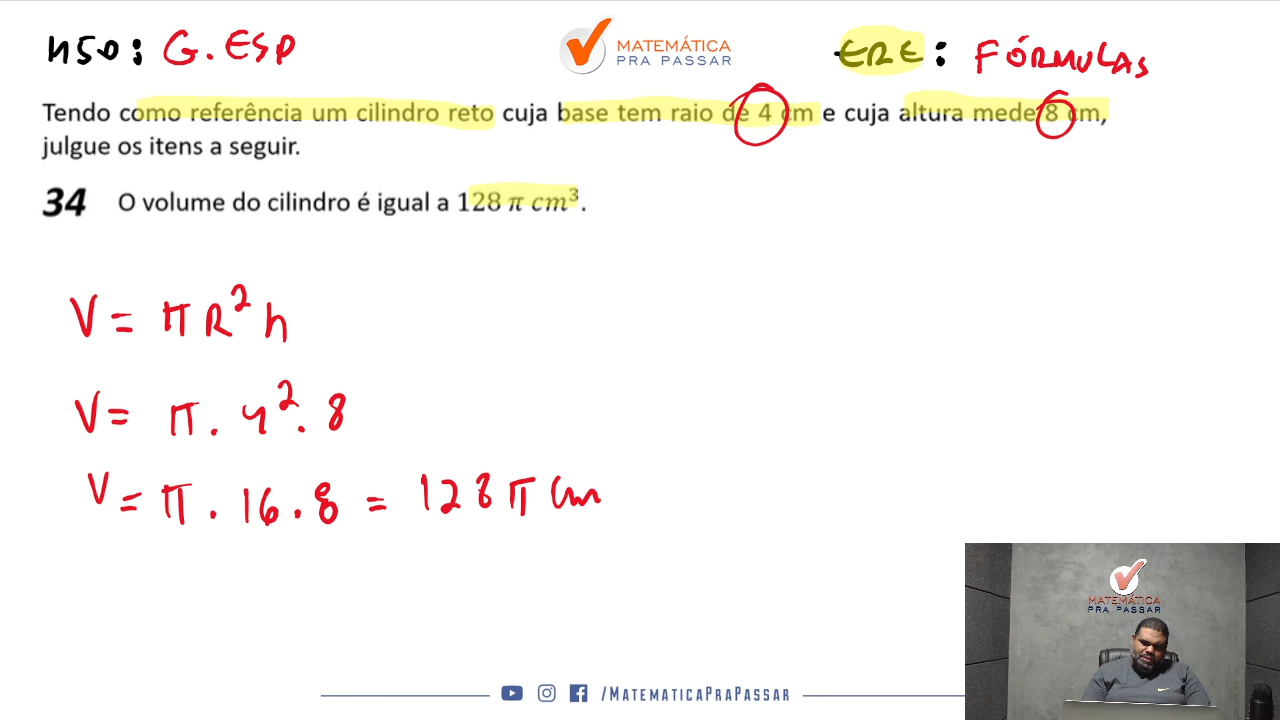 H50: G. ESP
MATEMÁTICA
PRA PASSAR
ERE: FÓRMULAS
Tendo como referência um cilindro reto cuja base tem raio de 4 cm e cuja altura mede 8 cm,
julgue os itens a seguir.
34 O volume do cilindro é igual a 128 π cm³.
V = π R² h
V = π . 4² . 8
V = π . 16 . 8 = 128 π cm
MATEMÁTICA
PRA PASSAR
/MATEMATICAPRAPASSAR